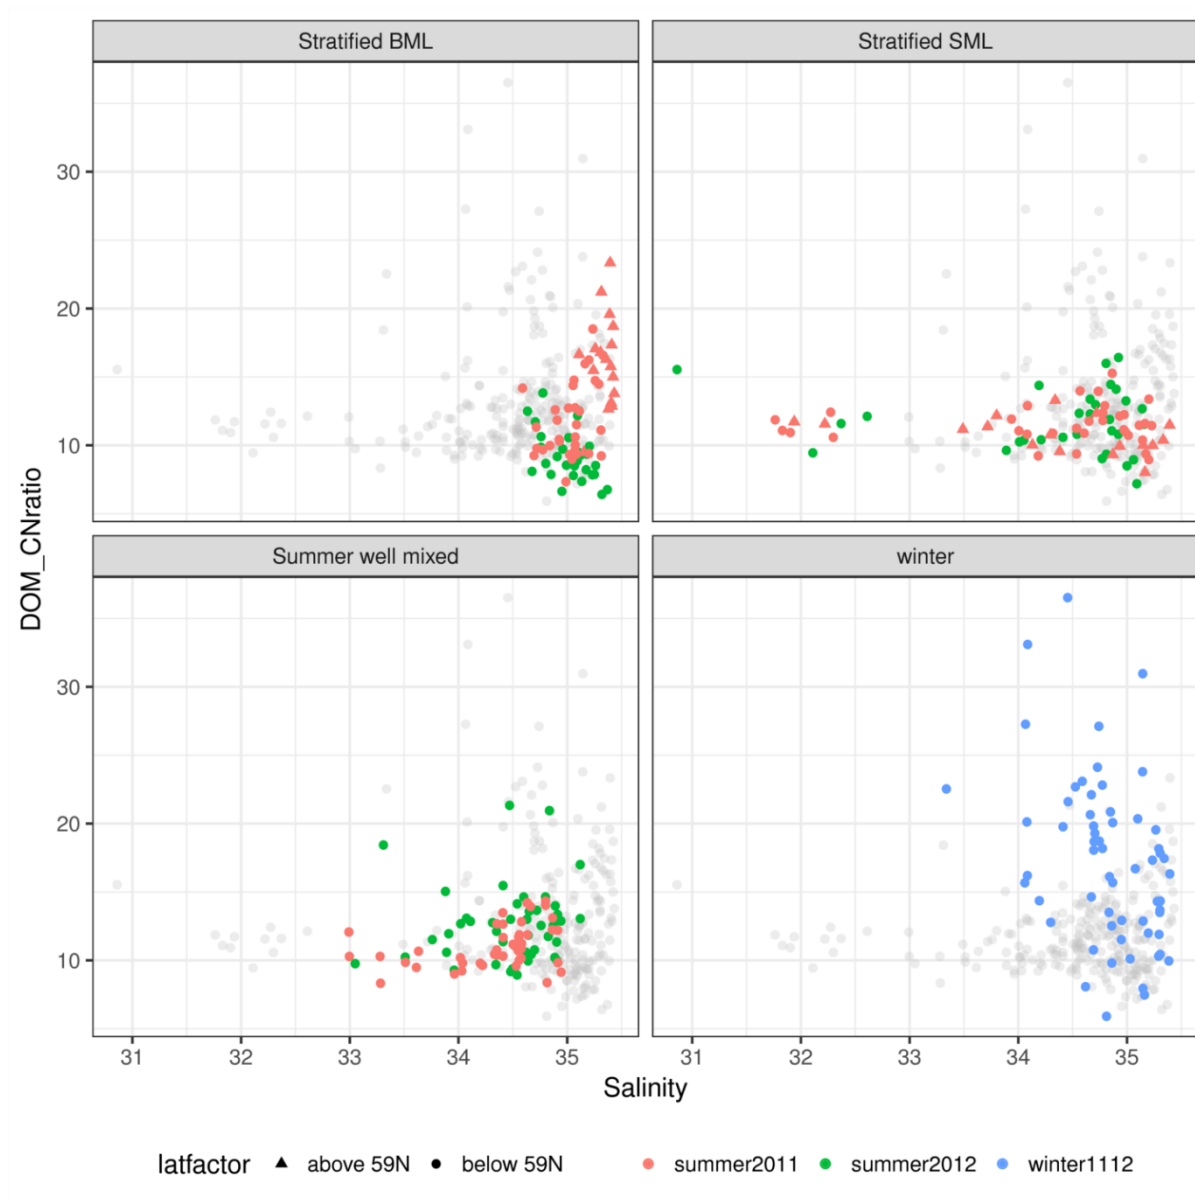 Stratified BML
Stratified SML
30
20
10
Summer well mixed
winter
30
20
10
DOM_CNratio
31 32 33 34 35
31 32 33 34 35
Salinity
latfactor above 59N below 59N summer2011 summer2012 winter1112